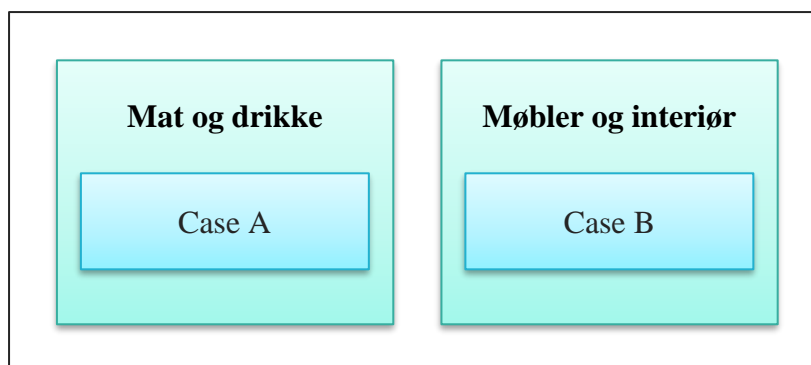 Mat og drikke
Case A
Møbler og interiør
Case B